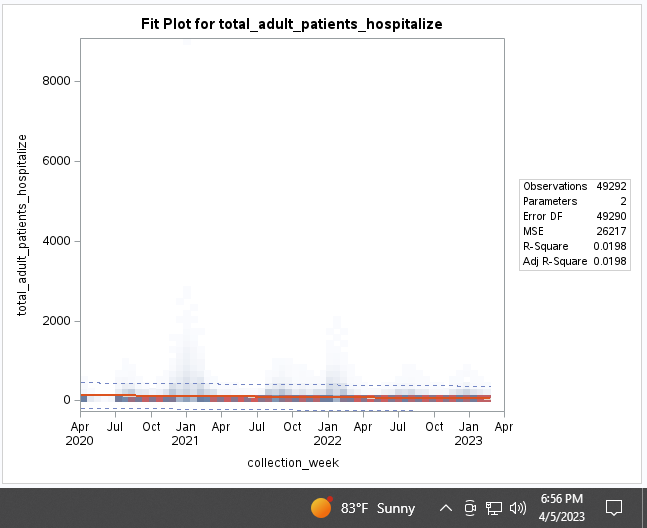 Fit Plot for total_adult_patients_hospitalize
total_adult_patients_hospitalize
8000
6000
4000
2000
0
Apr Jul Oct Jan Apr Jul Oct Jan Apr Jul Oct Jan Apr
2020 2021 2022 2023
collection_week
Observations 49292
Parameters 2
Error DF 49290
MSE 26217
R-Square 0.0198
Adj R-Square 0.0198
83°F Sunny
6:56 PM
4/5/2023